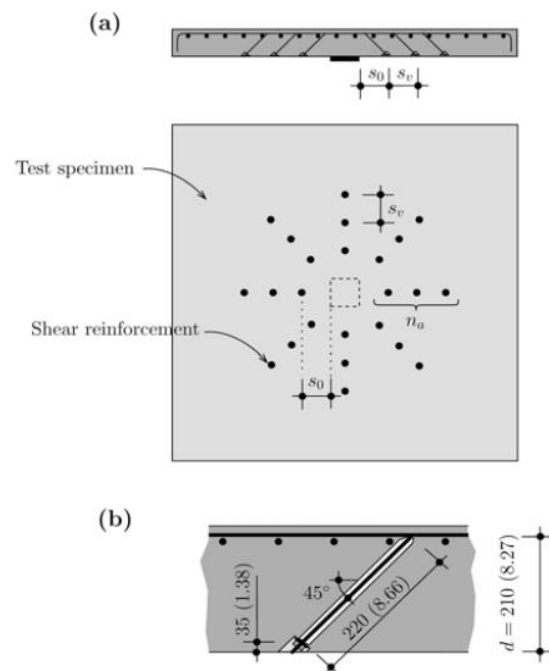 (a)
s₀ sᵥ
Test specimen
sᵥ
Shear reinforcement
nₐ
s₀
(b)
35 (1.38)
45°
220 (8.66)
d = 210 (8.27)